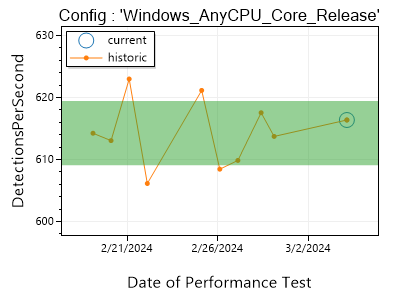 Config : 'Windows_AnyCPU_Core_Release'
630
620
610
600
DetectionsPerSecond
current
historic
2/21/2024
2/26/2024
3/2/2024
Date of Performance Test